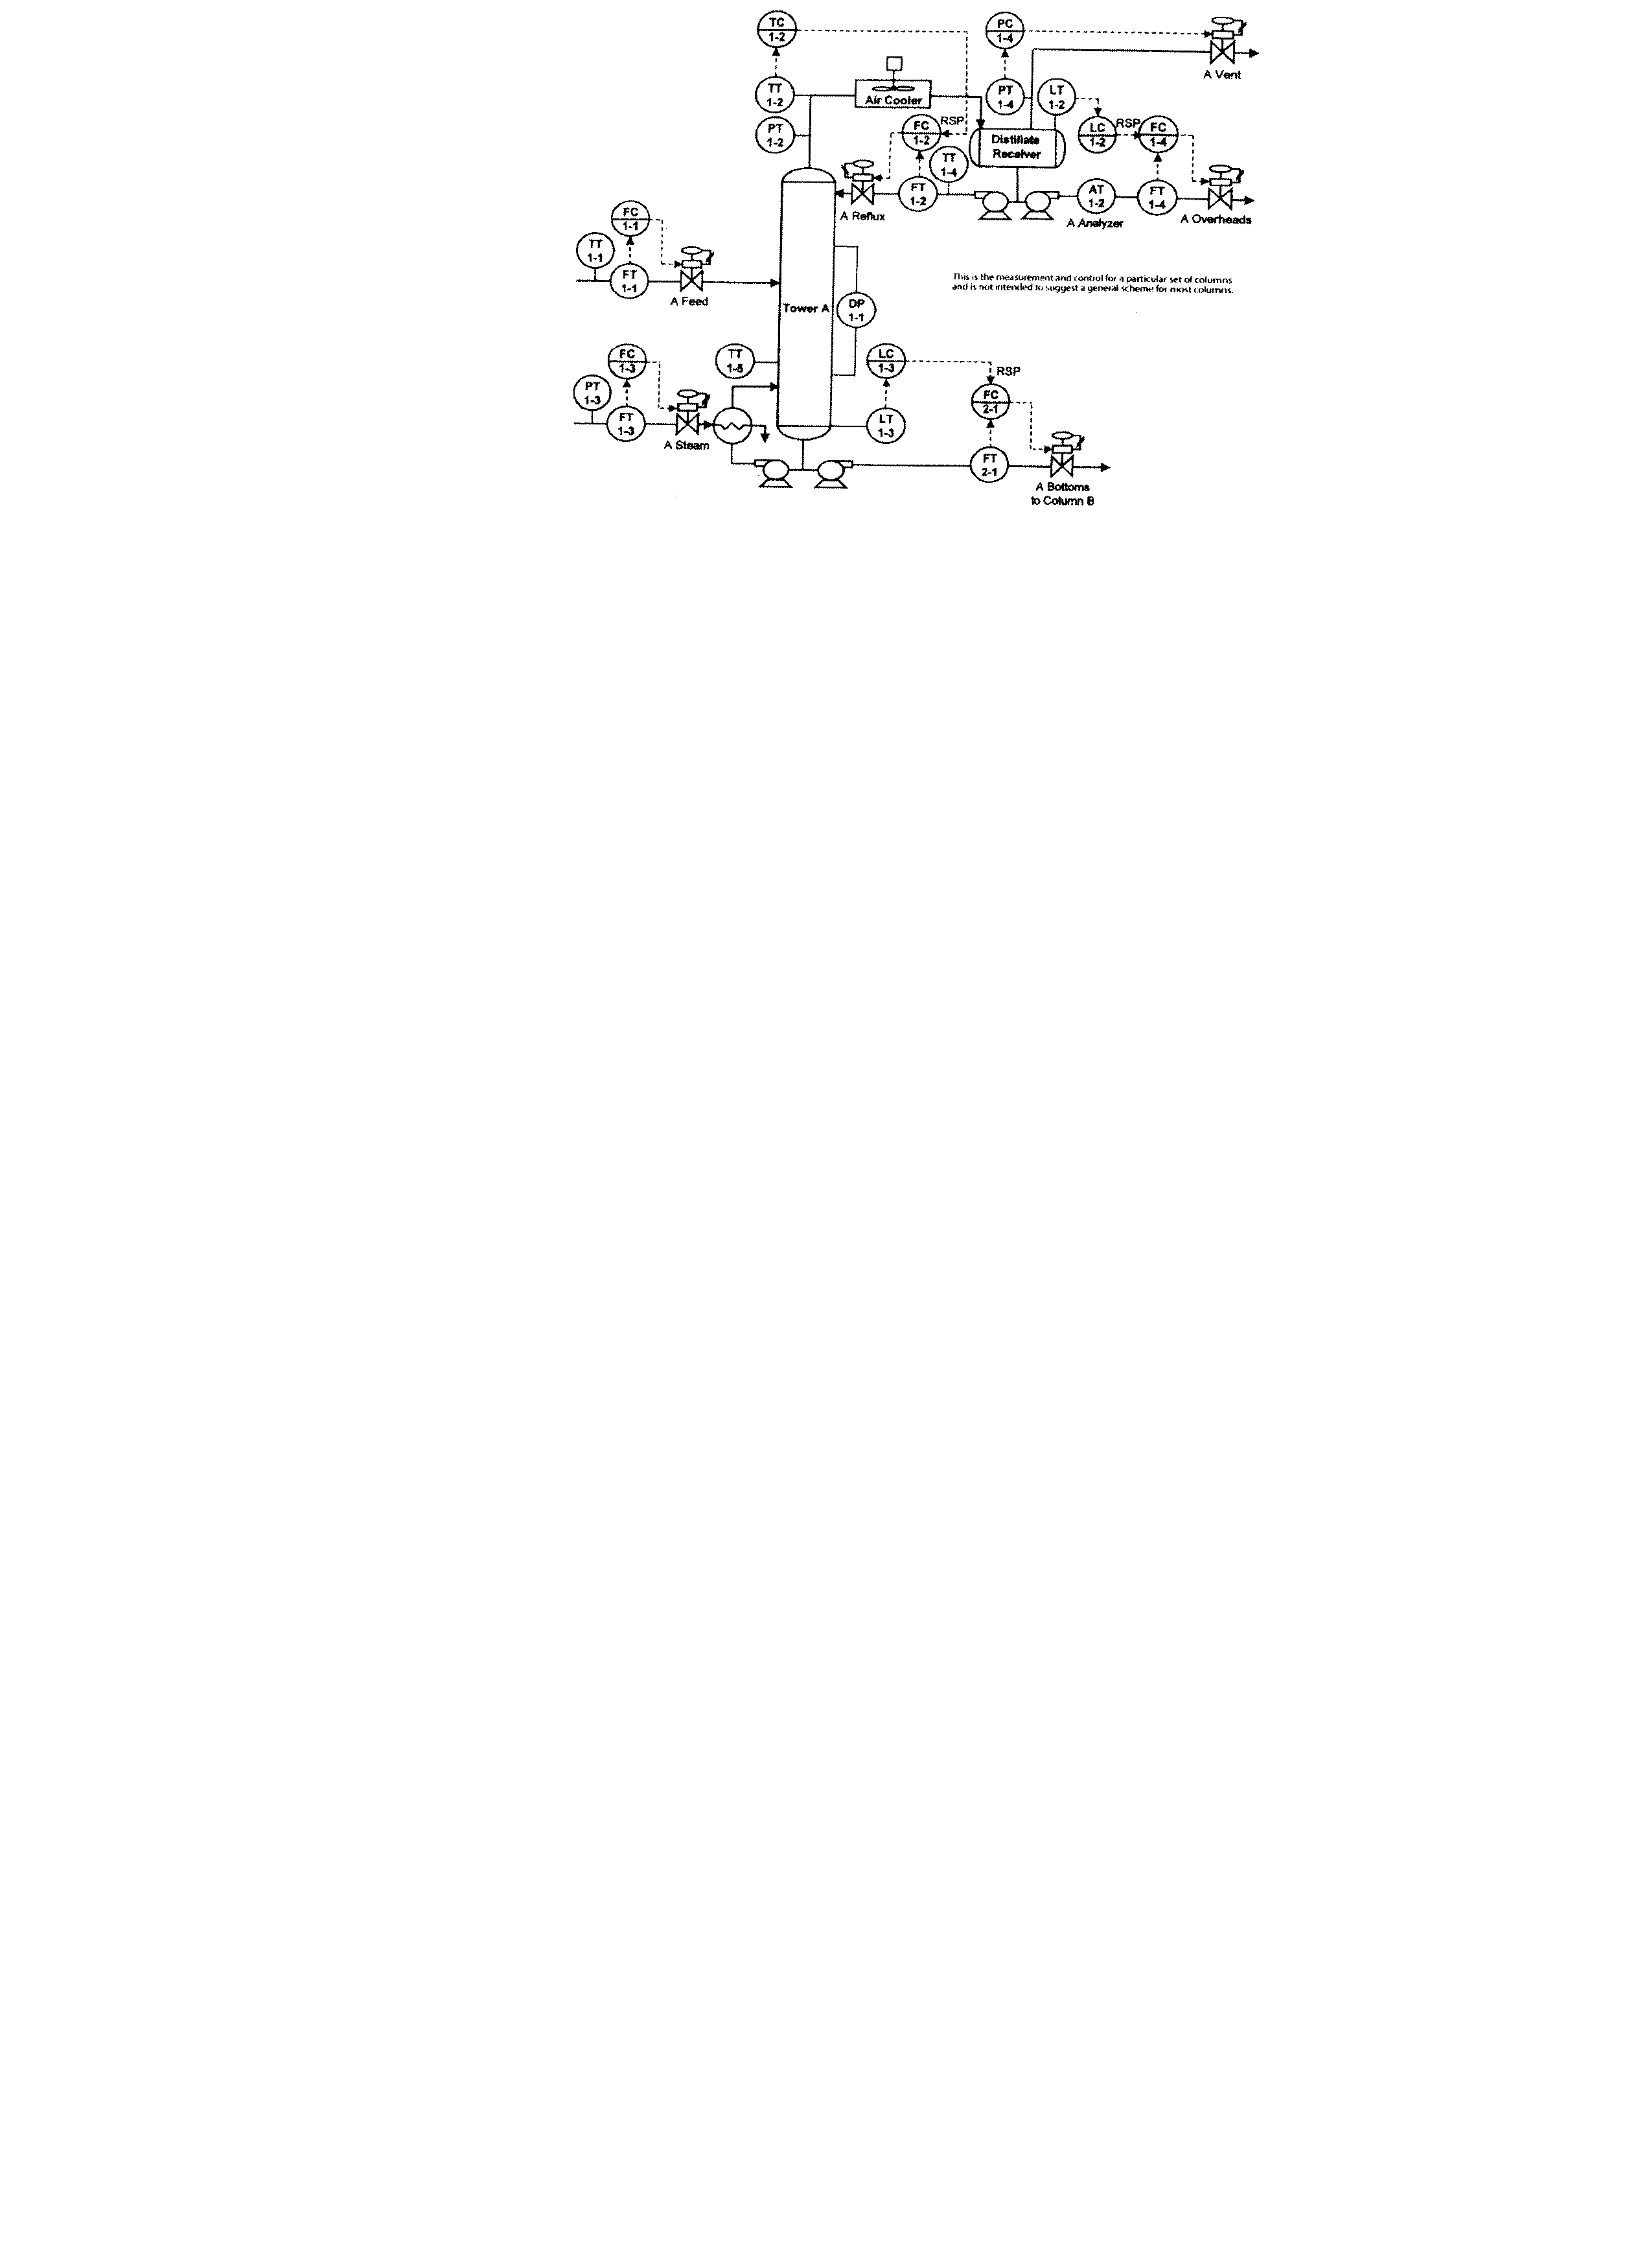 TC
1-2
PC
1-4
A Vent
TT
1-2
Air Cooler
PT
1-4
LT
1-2
PT
1-2
FC
1-2
RSP
Distillate
Receiver
LC
1-2
RSP
FC
1-4
TT
1-4
A Reflux
FT
1-2
AT
1-2
A Analyzer
FT
1-4
A Overheads
FC
1-1
TT
1-1
FT
1-1
A Feed
This is the measurement and control for a particular set of columns
and is not intended to suggest a general scheme for most columns.
Tower A
DP
1-1
FC
1-3
TT
1-5
LC
1-3
RSP
PT
1-3
FC
2-1
FT
1-3
A Steam
LT
1-3
FT
2-1
A Bottoms
to Column B